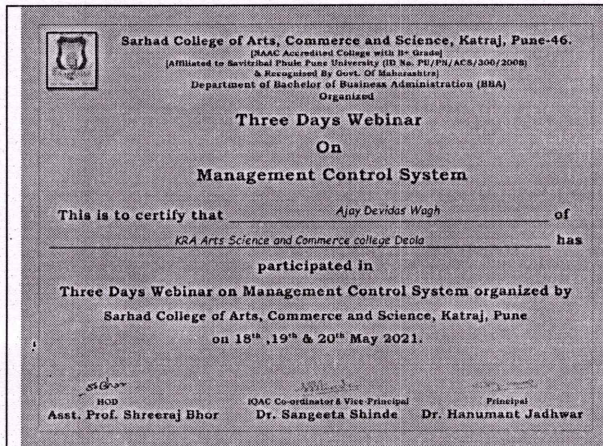 Sarhad College of Arts, Commerce and Science, Katraj, Pune-46.
[NAAC Accredited College with B+ Grade]
[Affiliated to Savitribai Phule Pune University (ID No. PU/PN/ACS/300/2008)
& Recognised By Govt. Of Maharashtra]
Department of Bachelor of Business Administration (BBA)
Organized
Three Days Webinar
On
Management Control System
This is to certify that Ajay Devidas Wagh of
KRA Arts Science and Commerce college Deola has
participated in
Three Days Webinar on Management Control System organized by
Sarhad College of Arts, Commerce and Science, Katraj, Pune
on 18th ,19th & 20th May 2021.
HOD IQAC Co-ordinator & Vice-Principal Principal
Asst. Prof. Shreeraj Bhor Dr. Sangeeta Shinde Dr. Hanumant Jadhwar